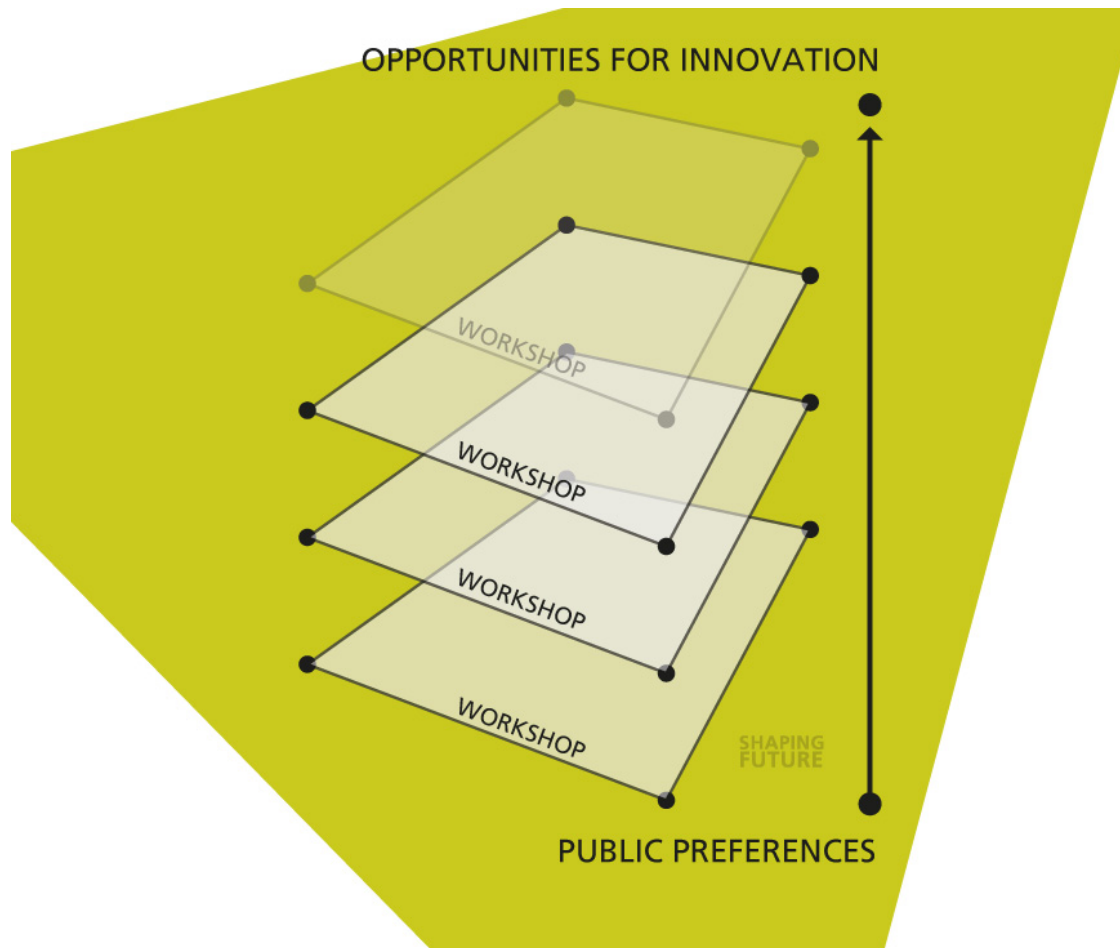 OPPORTUNITIES FOR INNOVATION
WORKSHOP
WORKSHOP
WORKSHOP
WORKSHOP
SHAPING
FUTURE
PUBLIC PREFERENCES